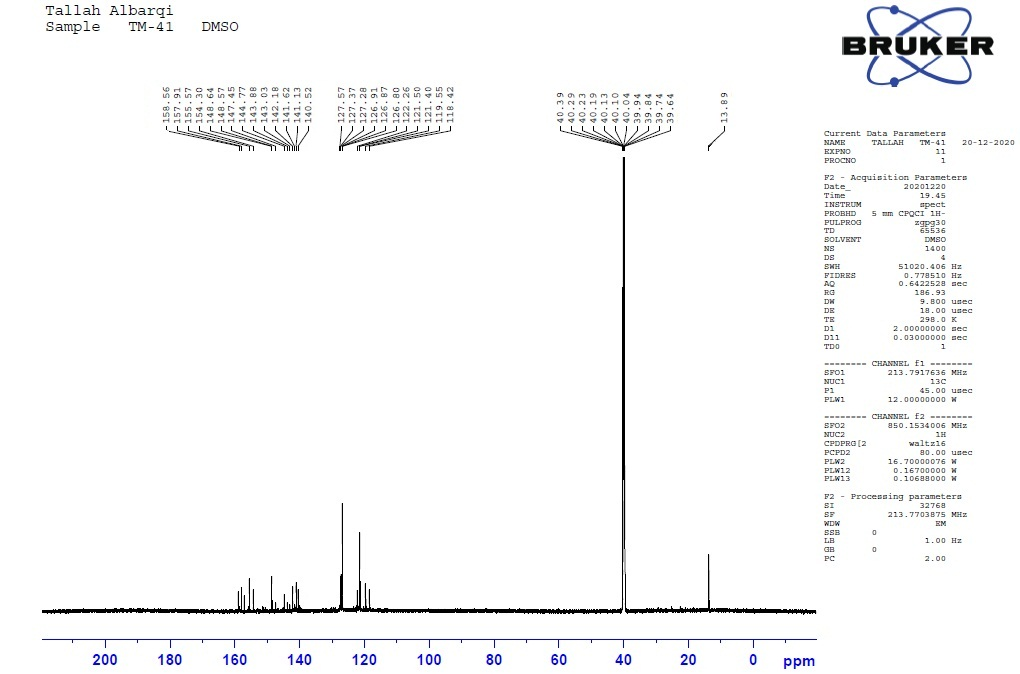 Tallah Albarqi
Sample TM-41 DMSO
BRUKER
158.56
157.91
155.57
154.30
148.64
148.57
147.45
144.77
143.88
143.03
142.18
141.62
141.13
140.52
127.57
127.37
127.28
126.91
126.87
126.80
122.26
121.50
121.40
119.55
118.42
40.39
40.29
40.23
40.19
40.13
40.10
40.04
39.94
39.84
39.74
39.64
13.89
Current Data Parameters
NAME TALLAH TM-41 20-12-2020
EXPNO 11
PROCNO 1
F2 - Acquisition Parameters
Date_ 20201220
Time 19.45
INSTRUM spect
PROBHD 5 mm CPQCI 1H-
PULPROG zgpg30
TD 65536
SOLVENT DMSO
NS 1400
DS 4
SWH 51020.406 Hz
FIDRES 0.778510 Hz
AQ 0.6422528 sec
RG 186.93
DW 9.800 usec
DE 18.00 usec
TE 298.0 K
D1 2.00000000 sec
D11 0.03000000 sec
TD0 1
======== CHANNEL f1 ========
SFO1 213.7917636 MHz
NUC1 13C
P1 45.00 usec
PLW1 12.00000000 W
======== CHANNEL f2 ========
SFO2 850.1534006 MHz
NUC2 1H
CPDPRG[2 waltz16
PCPD2 80.00 usec
PLW2 16.70000076 W
PLW12 0.16700000 W
PLW13 0.10688000 W
F2 - Processing parameters
SI 32768
SF 213.7703875 MHz
WDW EM
SSB 0
LB 1.00 Hz
GB 0
PC 2.00
200 180 160 140 120 100 80 60 40 20 0 ppm